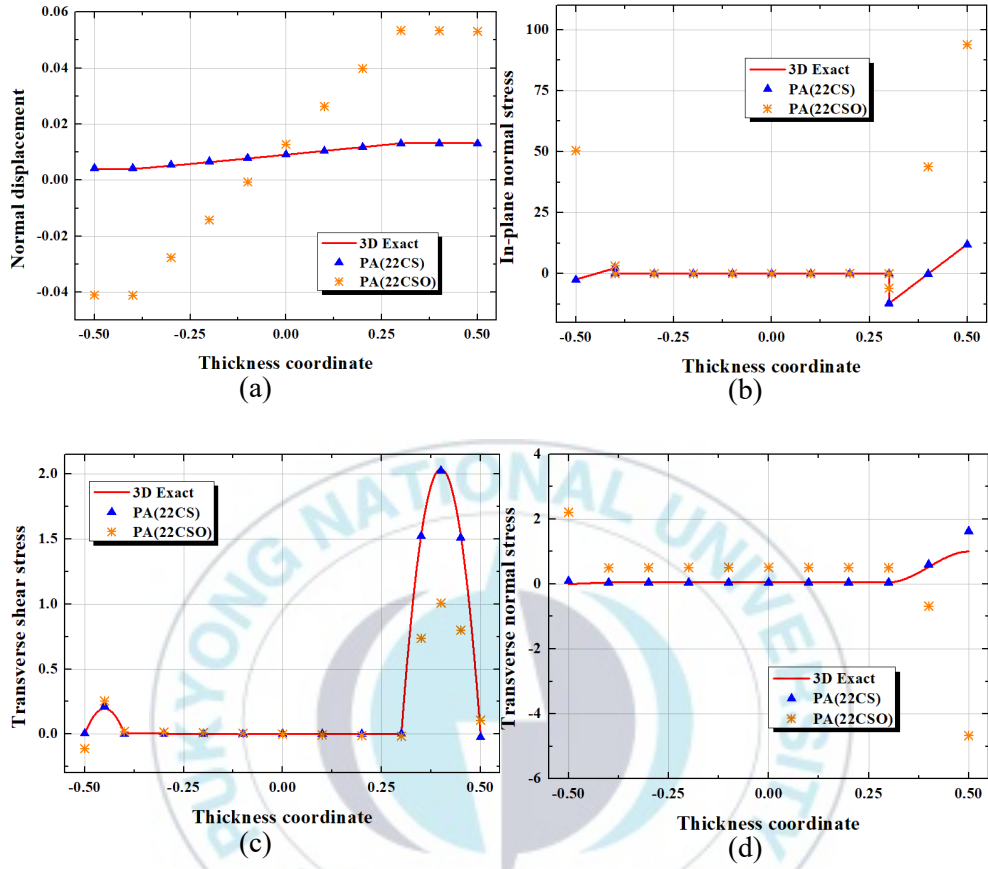 0.06
0.04
0.02
0.00
-0.02
-0.04
Normal displacement
3D Exact
PA(22CS)
PA(22CSO)
-0.50
-0.25
0.00
0.25
0.50
Thickness coordinate
(a)
100
75
50
25
0
In-plane normal stress
3D Exact
PA(22CS)
PA(22CSO)
-0.50
-0.25
0.00
0.25
0.50
Thickness coordinate
(b)
2.0
1.5
1.0
0.5
0.0
Transverse shear stress
3D Exact
PA(22CS)
PA(22CSO)
-0.50
-0.25
0.00
0.25
0.50
Thickness coordinate
(c)
4
2
0
-2
-4
-6
Transverse normal stress
3D Exact
PA(22CS)
PA(22CSO)
-0.50
-0.25
0.00
0.25
0.50
Thickness coordinate
(d)
PUKYONG NATIONAL UNIVERSITY